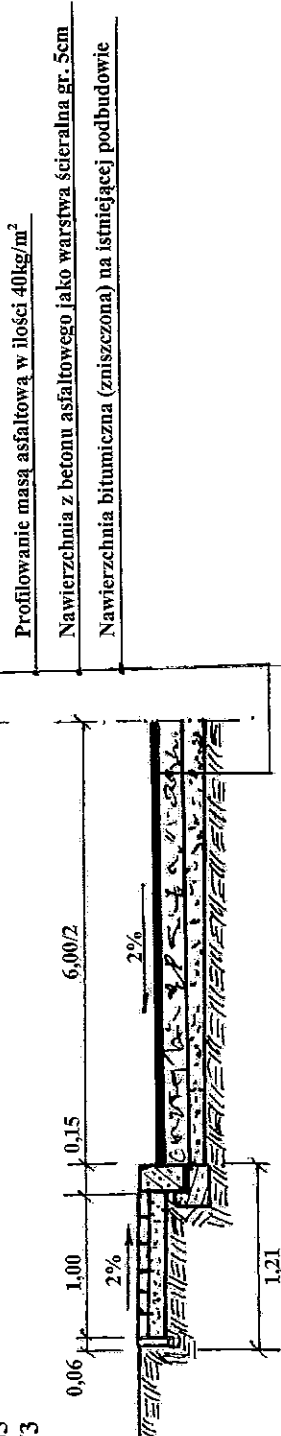 Profilowanie masą asfaltową w ilości 40kg/m²
Nawierzchnia z betonu asfaltowego jako warstwa ścieralna gr. 5cm
Nawierzchnia bitumiczna (zniszczona) na istniejącej podbudowie
0,06 1,00 0,15 6,00/2
2% 2%
1,21